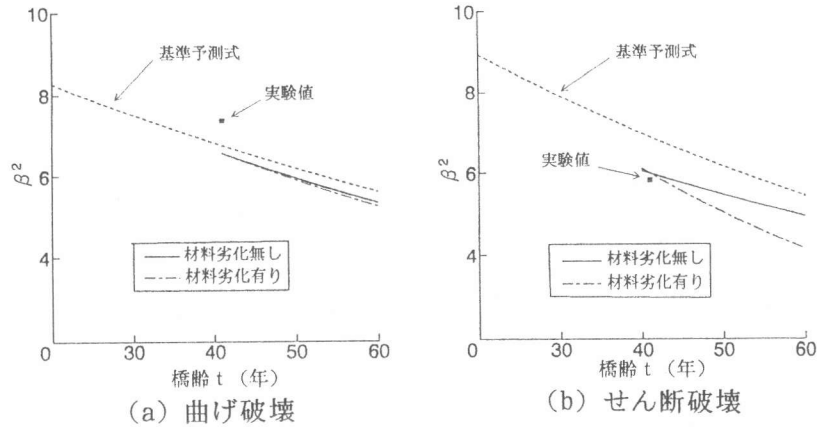 10
8
6
4
β²
基準予測式
実験値
材料劣化無し
材料劣化有り
0
30
40
50
60
橋齢 t (年)
(a) 曲げ破壊
10
8
6
4
β²
基準予測式
実験値
材料劣化無し
材料劣化有り
0
30
40
50
60
橋齢 t (年)
(b) せん断破壊